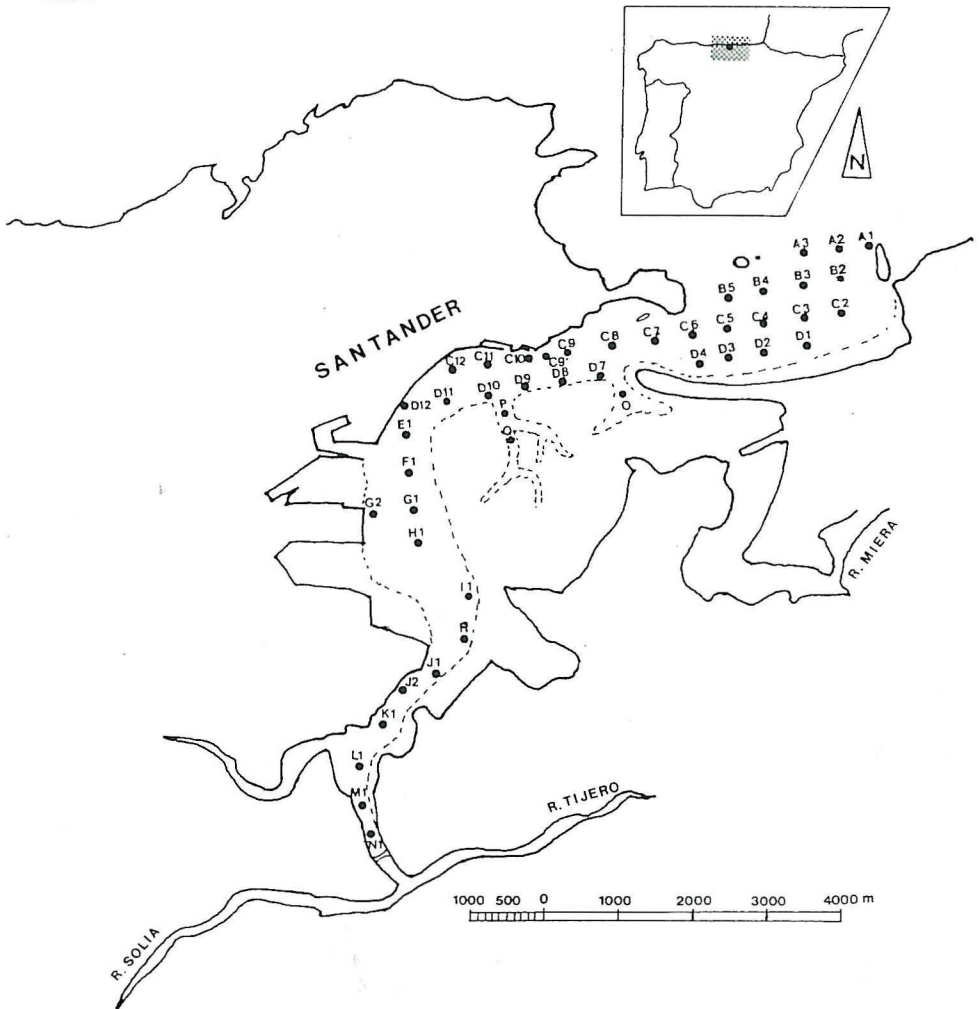 N
A3 A2 A1
B5 B4 B3 B2
SANTANDER
C12 C11 C10 C9' C9 C8 C7 C6 C5 C4 C3 C2
D12 D11 D10 D9 D8 D7 D4 D3 D2 D1
P
O
E1
F1
G2 G1
H1
R. MIERA
I1
R
J1
J2
K1
L1
M1
N1
R. TIJERO
R. SOLIA
1000 500 0 1000 2000 3000 4000 m